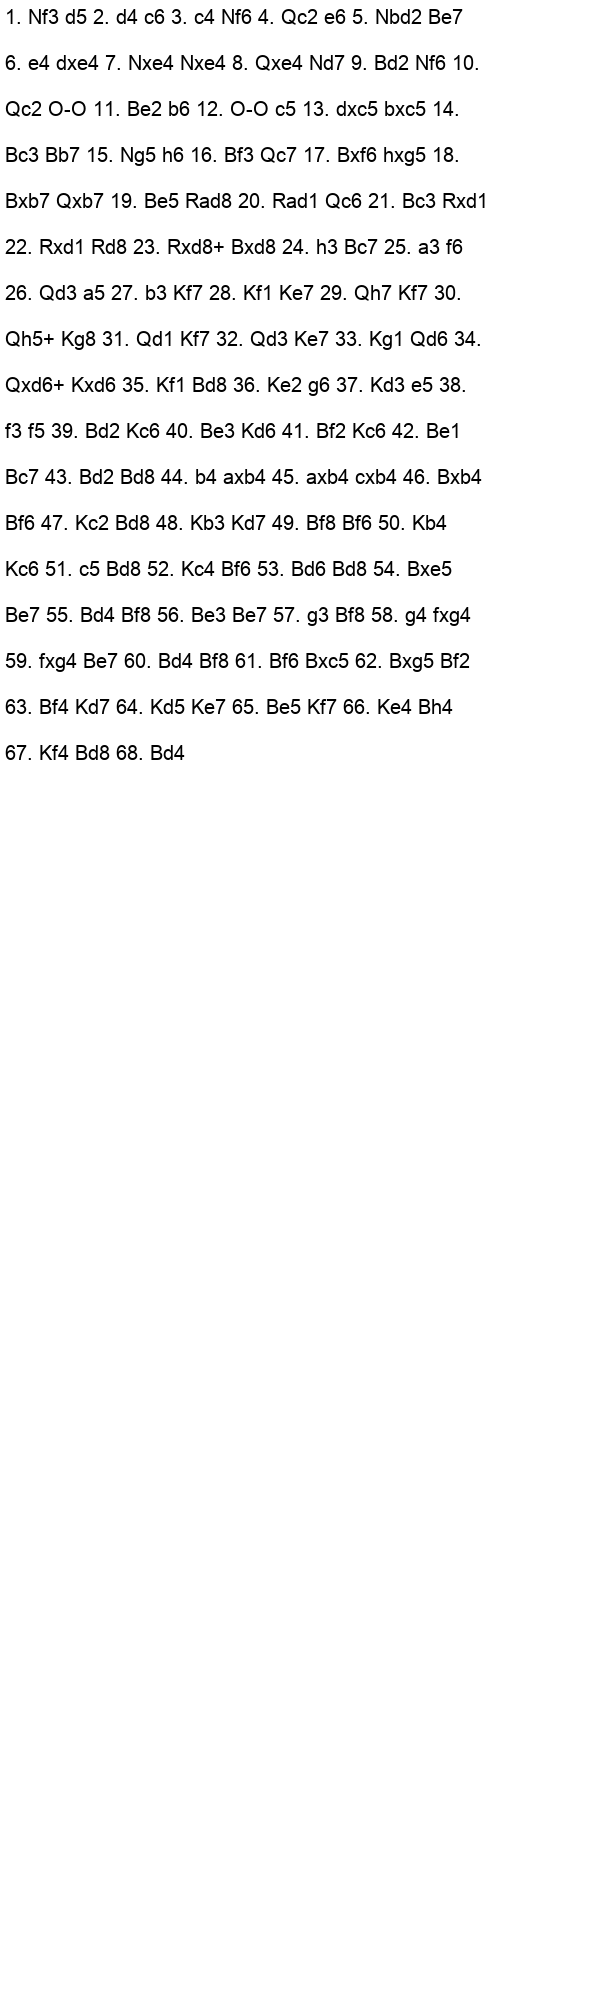 1. Nf3 d5 2. d4 c6 3. c4 Nf6 4. Qc2 e6 5. Nbd2 Be7
6. e4 dxe4 7. Nxe4 Nxe4 8. Qxe4 Nd7 9. Bd2 Nf6 10.
Qc2 O-O 11. Be2 b6 12. O-O c5 13. dxc5 bxc5 14.
Bc3 Bb7 15. Ng5 h6 16. Bf3 Qc7 17. Bxf6 hxg5 18.
Bxb7 Qxb7 19. Be5 Rad8 20. Rad1 Qc6 21. Bc3 Rxd1
22. Rxd1 Rd8 23. Rxd8+ Bxd8 24. h3 Bc7 25. a3 f6
26. Qd3 a5 27. b3 Kf7 28. Kf1 Ke7 29. Qh7 Kf7 30.
Qh5+ Kg8 31. Qd1 Kf7 32. Qd3 Ke7 33. Kg1 Qd6 34.
Qxd6+ Kxd6 35. Kf1 Bd8 36. Ke2 g6 37. Kd3 e5 38.
f3 f5 39. Bd2 Kc6 40. Be3 Kd6 41. Bf2 Kc6 42. Be1
Bc7 43. Bd2 Bd8 44. b4 axb4 45. axb4 cxb4 46. Bxb4
Bf6 47. Kc2 Bd8 48. Kb3 Kd7 49. Bf8 Bf6 50. Kb4
Kc6 51. c5 Bd8 52. Kc4 Bf6 53. Bd6 Bd8 54. Bxe5
Be7 55. Bd4 Bf8 56. Be3 Be7 57. g3 Bf8 58. g4 fxg4
59. fxg4 Be7 60. Bd4 Bf8 61. Bf6 Bxc5 62. Bxg5 Bf2
63. Bf4 Kd7 64. Kd5 Ke7 65. Be5 Kf7 66. Ke4 Bh4
67. Kf4 Bd8 68. Bd4